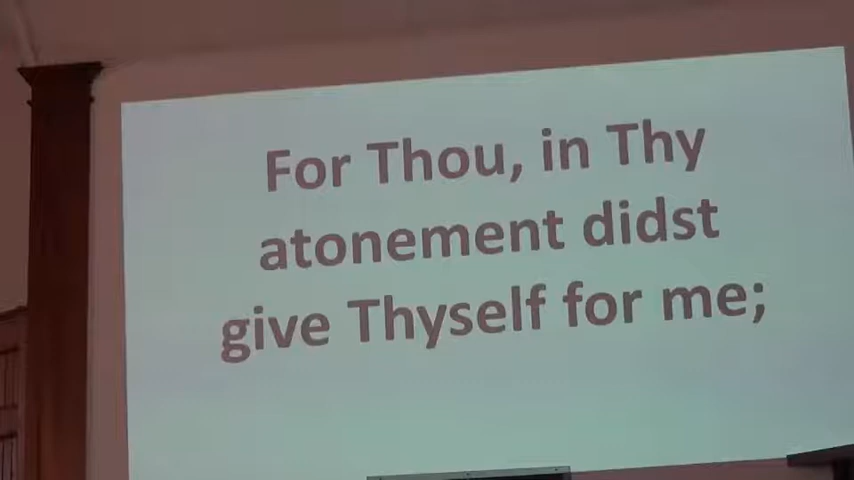 For Thou, in Thy
atonement didst
give Thyself for me;